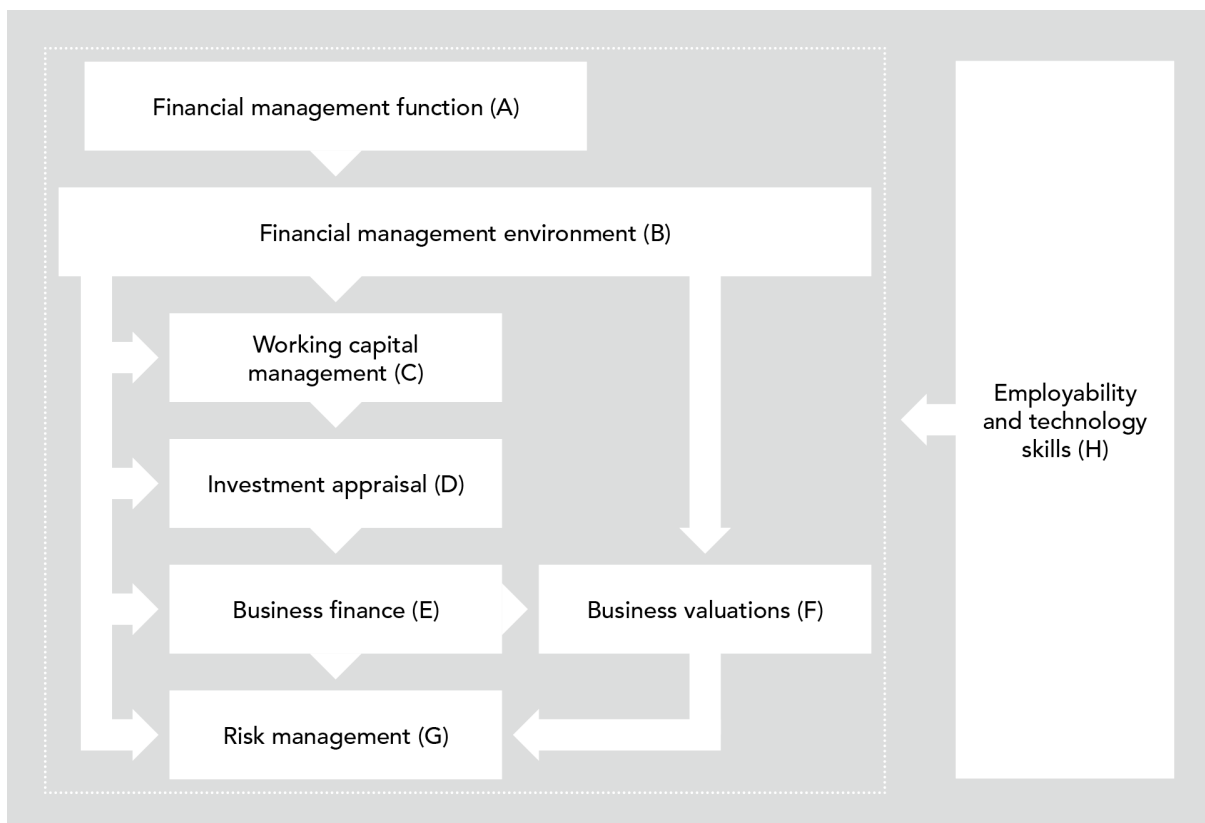 Financial management function (A)
Financial management environment (B)
Working capital
management (C)
Investment appraisal (D)
Business finance (E)
Business valuations (F)
Risk management (G)
Employability
and technology
skills (H)